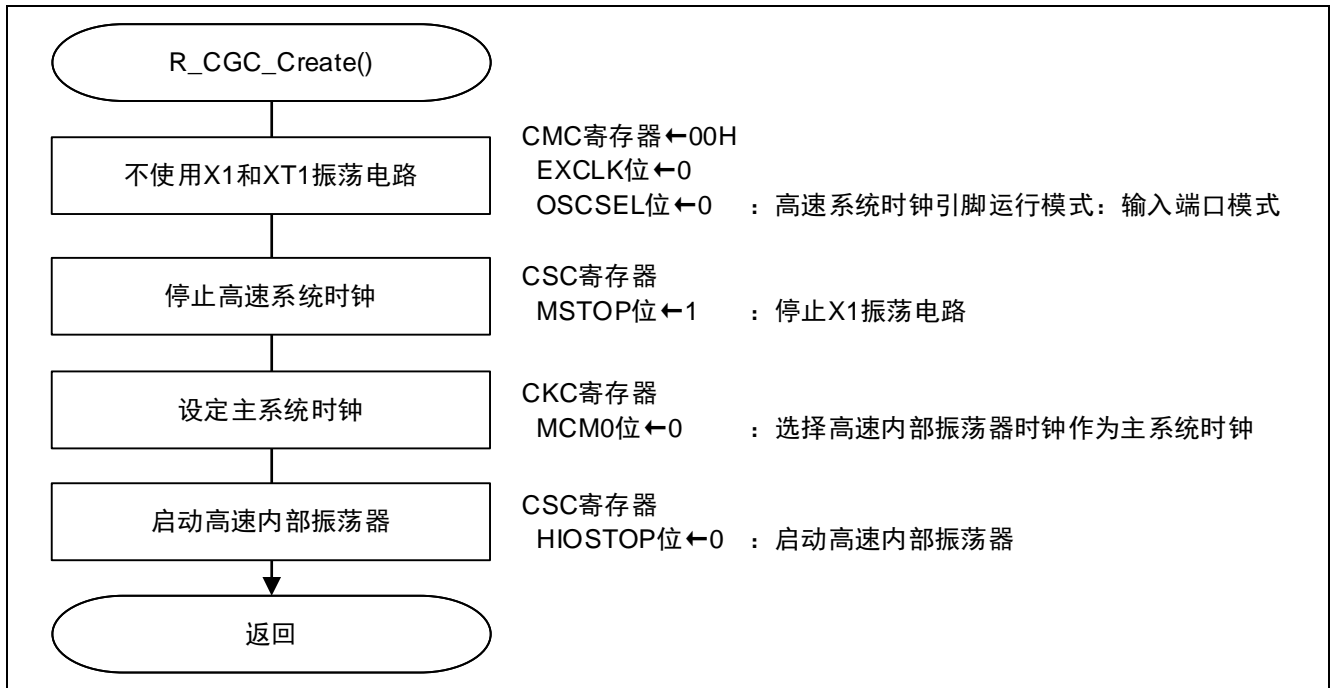 R_CGC_Create()
不使用X1和XT1振荡电路
CMC寄存器←00H
EXCLK位←0
OSCSEL位←0 ：高速系统时钟引脚运行模式：输入端口模式
停止高速系统时钟
CSC寄存器
MSTOP位←1 ：停止X1振荡电路
设定主系统时钟
CKC寄存器
MCM0位←0 ：选择高速内部振荡器时钟作为主系统时钟
启动高速内部振荡器
CSC寄存器
HIOSTOP位←0 ：启动高速内部振荡器
返回